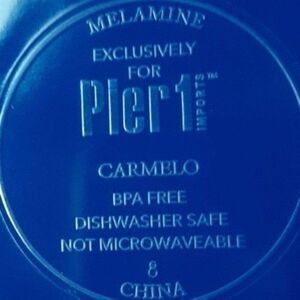 MELAMINE
EXCLUSIVELY
FOR
Pier 1
IMPORTS™
CARMELO
BPA FREE
DISHWASHER SAFE
NOT MICROWAVEABLE
8
CHINA